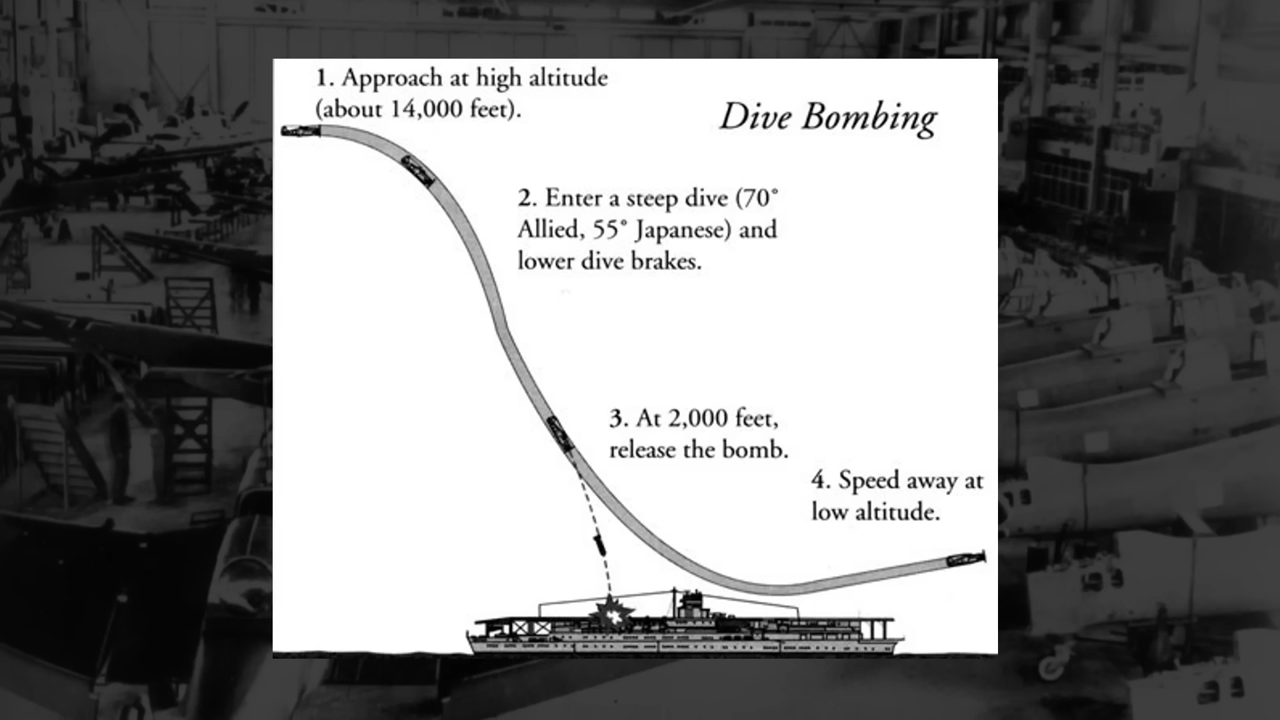 1. Approach at high altitude
(about 14,000 feet).
Dive Bombing
2. Enter a steep dive (70°
Allied, 55° Japanese) and
lower dive brakes.
3. At 2,000 feet,
release the bomb.
4. Speed away at
low altitude.